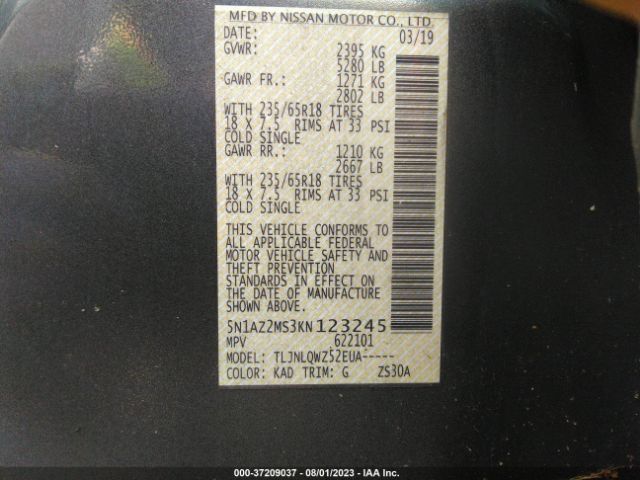 MFD BY NISSAN MOTOR CO., LTD.
DATE: 03/19
GVWR: 2395 KG
5280 LB
GAWR FR.: 1271 KG
2802 LB
WITH 235/65R18 TIRES
18 X 7.5 RIMS AT 33 PSI
COLD SINGLE
GAWR RR.: 1210 KG
2667 LB
WITH 235/65R18 TIRES
18 X 7.5 RIMS AT 33 PSI
COLD SINGLE
THIS VEHICLE CONFORMS TO
ALL APPLICABLE FEDERAL
MOTOR VEHICLE SAFETY AND
THEFT PREVENTION
STANDARDS IN EFFECT ON
THE DATE OF MANUFACTURE
SHOWN ABOVE.
5N1AZ2MS3KN123245
MPV 622101
MODEL: TLJNLQWZ52EUA-----
COLOR: KAD TRIM: G ZS30A
000-37209037 - 08/01/2023 - IAA Inc.